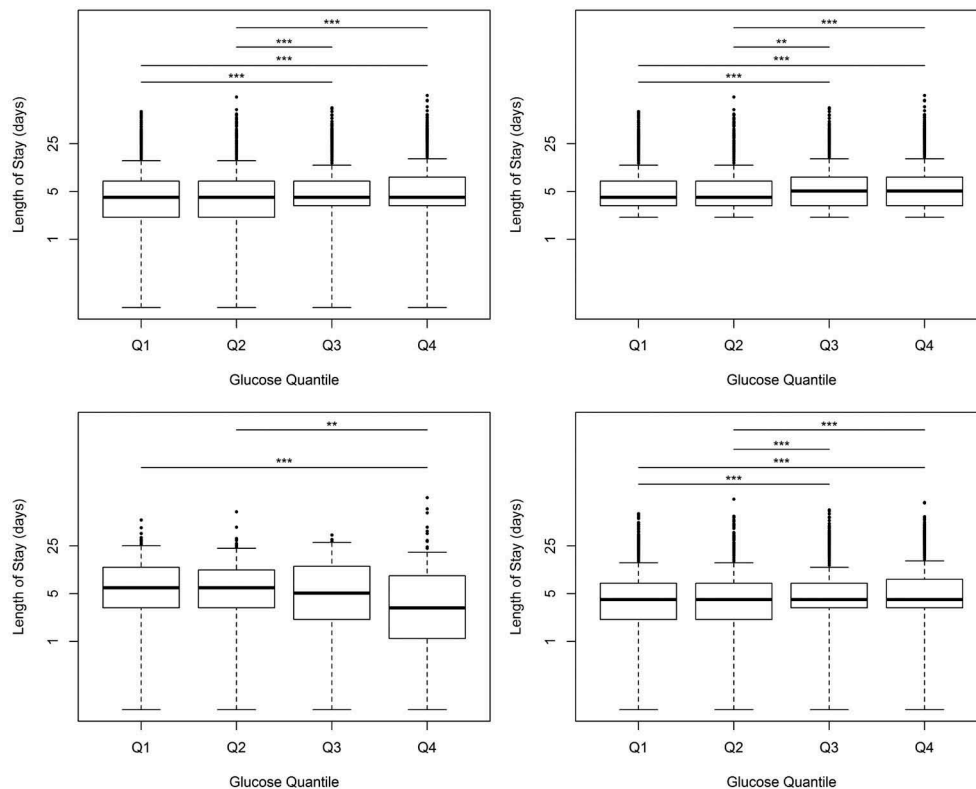 ***
***
***
***
Length of Stay (days)
25
5
1
Q1 Q2 Q3 Q4
Glucose Quantile
***
**
***
***
Length of Stay (days)
25
5
1
Q1 Q2 Q3 Q4
Glucose Quantile
**
***
Length of Stay (days)
25
5
1
Q1 Q2 Q3 Q4
Glucose Quantile
***
***
***
***
Length of Stay (days)
25
5
1
Q1 Q2 Q3 Q4
Glucose Quantile